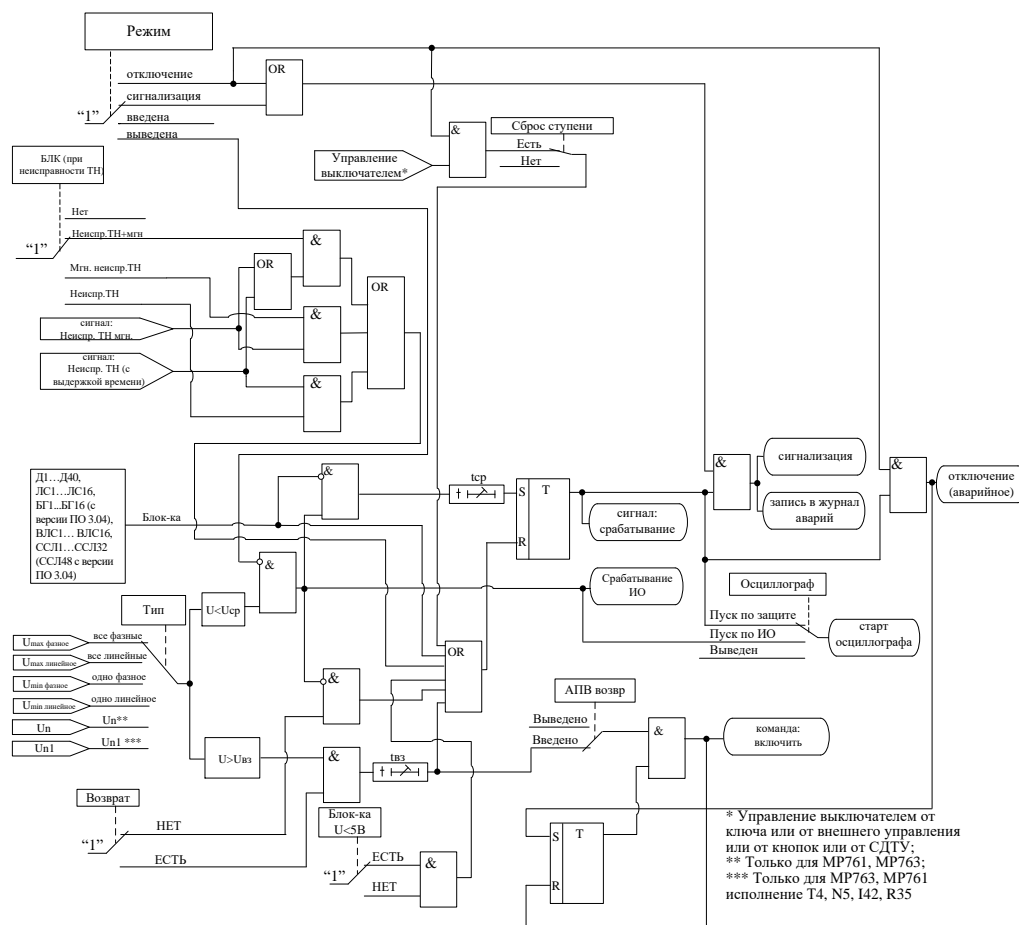 Режим
отключение
сигнализация
“1”
введена
выведена
OR
&
Управление
выключателем*
Сброс ступени
Есть
Нет
БЛК (при
неисправности ТН)
Нет
“1”
Неиспр.ТН+мгн
Мгн. неиспр.ТН
Неиспр.ТН
сигнал:
Неиспр. ТН мгн.
сигнал:
Неиспр. ТН (с
выдержкой времени)
&
OR
&
&
OR
Д1…Д40,
ЛС1…ЛС16,
БГ1...БГ16 (с
версии ПО 3.04),
ВЛС1… ВЛС16,
ССЛ1…ССЛ32
(ССЛ48 с версии
ПО 3.04)
Блок-ка
&
&
tср
S
T
R
сигнал:
срабатывание
Срабатывание
ИО
&
сигнализация
запись в журнал
аварий
&
отключение
(аварийное)
Осциллограф
Пуск по защите
Пуск по ИО
Выведен
старт
осциллографа
Тип
U<Uср
Umax фазное
все фазные
Umax линейное
все линейные
Umin фазное
одно фазное
Umin линейное
одно линейное
Un
Un**
Un1
Un1 ***
U>Uвз
&
&
OR
tвз
АПВ возвр
Выведено
Введено
&
команда:
включить
Возврат
“1”
НЕТ
ЕСТЬ
Блок-ка
U<5В
“1”
ЕСТЬ
НЕТ
&
S
T
R
* Управление выключателем от
ключа или от внешнего управления
или от кнопок или от СДТУ;
** Только для МР761, МР763;
*** Только для МР763, МР761
исполнение T4, N5, I42, R35